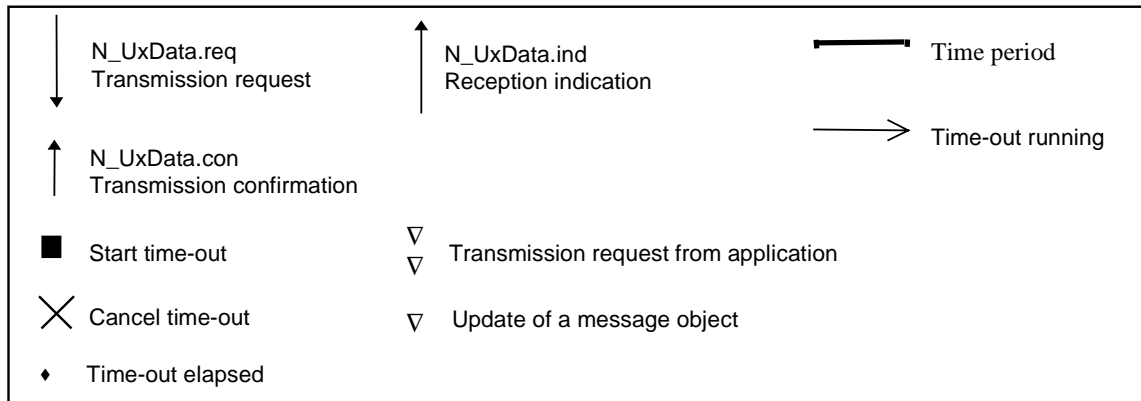 N_UxData.req
Transmission request
N_UxData.ind
Reception indication
Time period
Time-out running
N_UxData.con
Transmission confirmation
Start time-out
∇
∇
Transmission request from application
Cancel time-out
∇ Update of a message object
Time-out elapsed